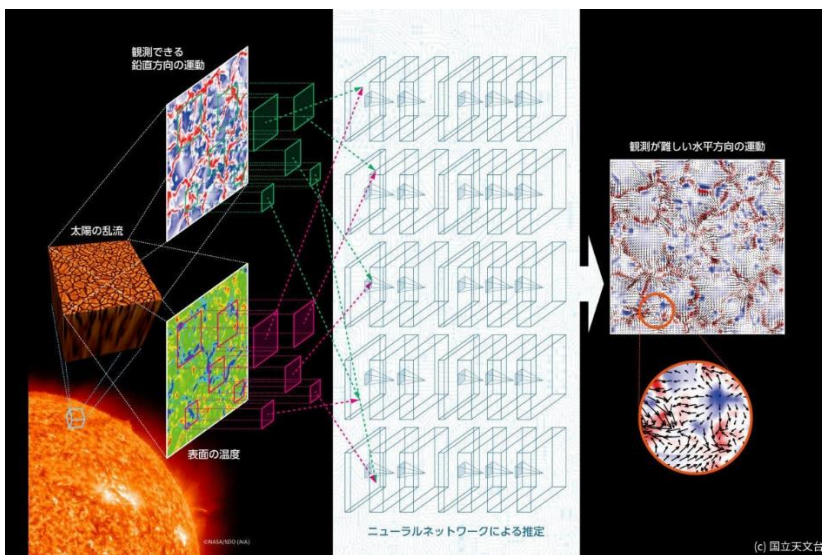 観測できる
鉛直方向の運動
太陽の乱流
表面の温度
©NASA/SDO (AIA)
ニューラルネットワークによる推定
観測が難しい水平方向の運動
(c) 国立天文台